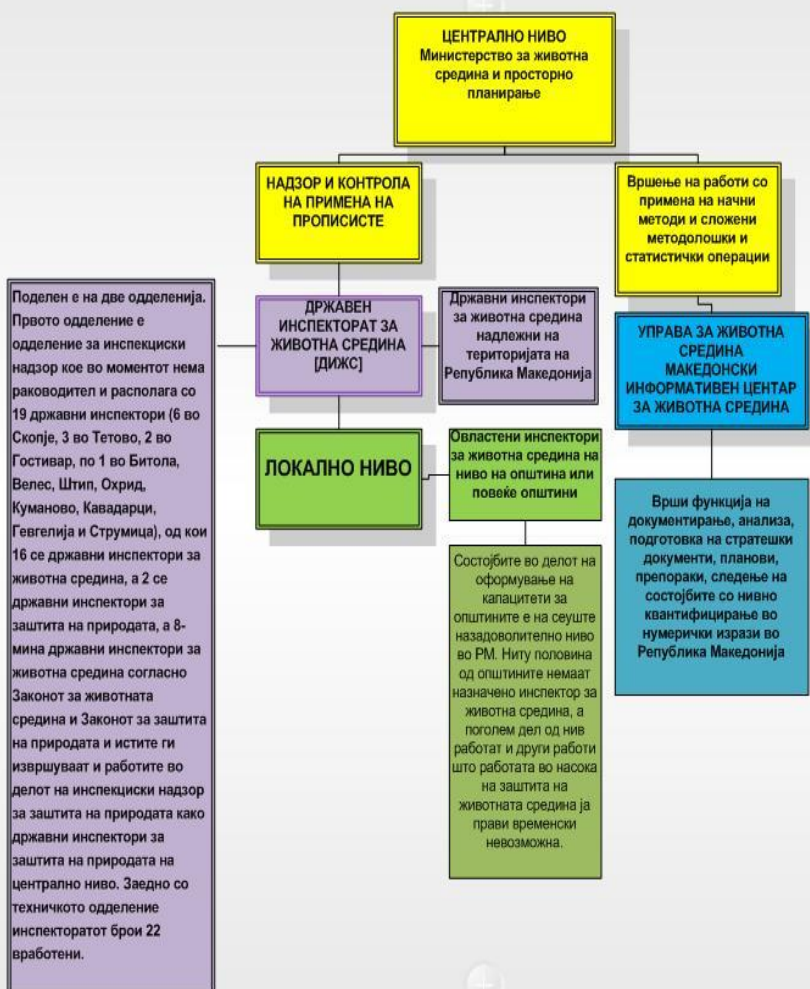 ЦЕНТРАЛНО НИВО
Министерство за животна
средина и просторно
планирање
НАДЗОР И КОНТРОЛА
НА ПРИМЕНА НА
ПРОПИСИСТЕ
Вршење на работи со
примена на начни
методи и сложени
методолошки и
статистички операции
Поделен е на две одделенија.
Првото одделение е
одделение за инспекциски
надзор кое во моментот нема
раководител и располага со
19 државни инспектори (6 во
Скопје, 3 во Тетово, 2 во
Гостивар, по 1 во Битола,
Велес, Штип, Охрид,
Куманово, Кавадарци,
Гевгелија и Струмица), од кои
16 се државни инспектори за
животна средина, а 2 се
државни инспектори за
заштита на природата, а 8-
мина државни инспектори за
животна средина согласно
Законот за животната
средина и Законот за заштита
на природата и истите ги
извршуваат и работите во
делот на инспекциски надзор
за заштита на природата како
државни инспектори за
заштита на природата на
централно ниво. Заедно со
техничкото одделение
инспекторатот брои 22
вработени.
ДРЖАВЕН
ИНСПЕКТОРАТ ЗА
ЖИВОТНА СРЕДИНА
[ДИЖС]
Државни инспектори
за животна средина
надлежни на
територијата на
Република Македонија
УПРАВА ЗА ЖИВОТНА
СРЕДИНА
МАКЕДОНСКИ
ИНФОРМАТИВЕН ЦЕНТАР
ЗА ЖИВОТНА СРЕДИНА
ЛОКАЛНО НИВО
Овластени инспектори
за животна средина на
ниво на општина или
повеќе општини
Врши функција на
документирање, анализа,
подготовка на стратешки
документи, планови,
препораки, следење на
состојбите со нивно
квантифицирање во
нумерички изрази во
Република Македонија
Состојбите во делот на
оформување на
капацитети за
општините е на сеуште
назадоволително ниво
во РМ. Ниту половина
од општините немаат
назначено инспектор за
животна средина, а
поголем дел од нив
работат и други работи
што работата во насока
на заштита на
животната средина ја
прави временски
невозможна.